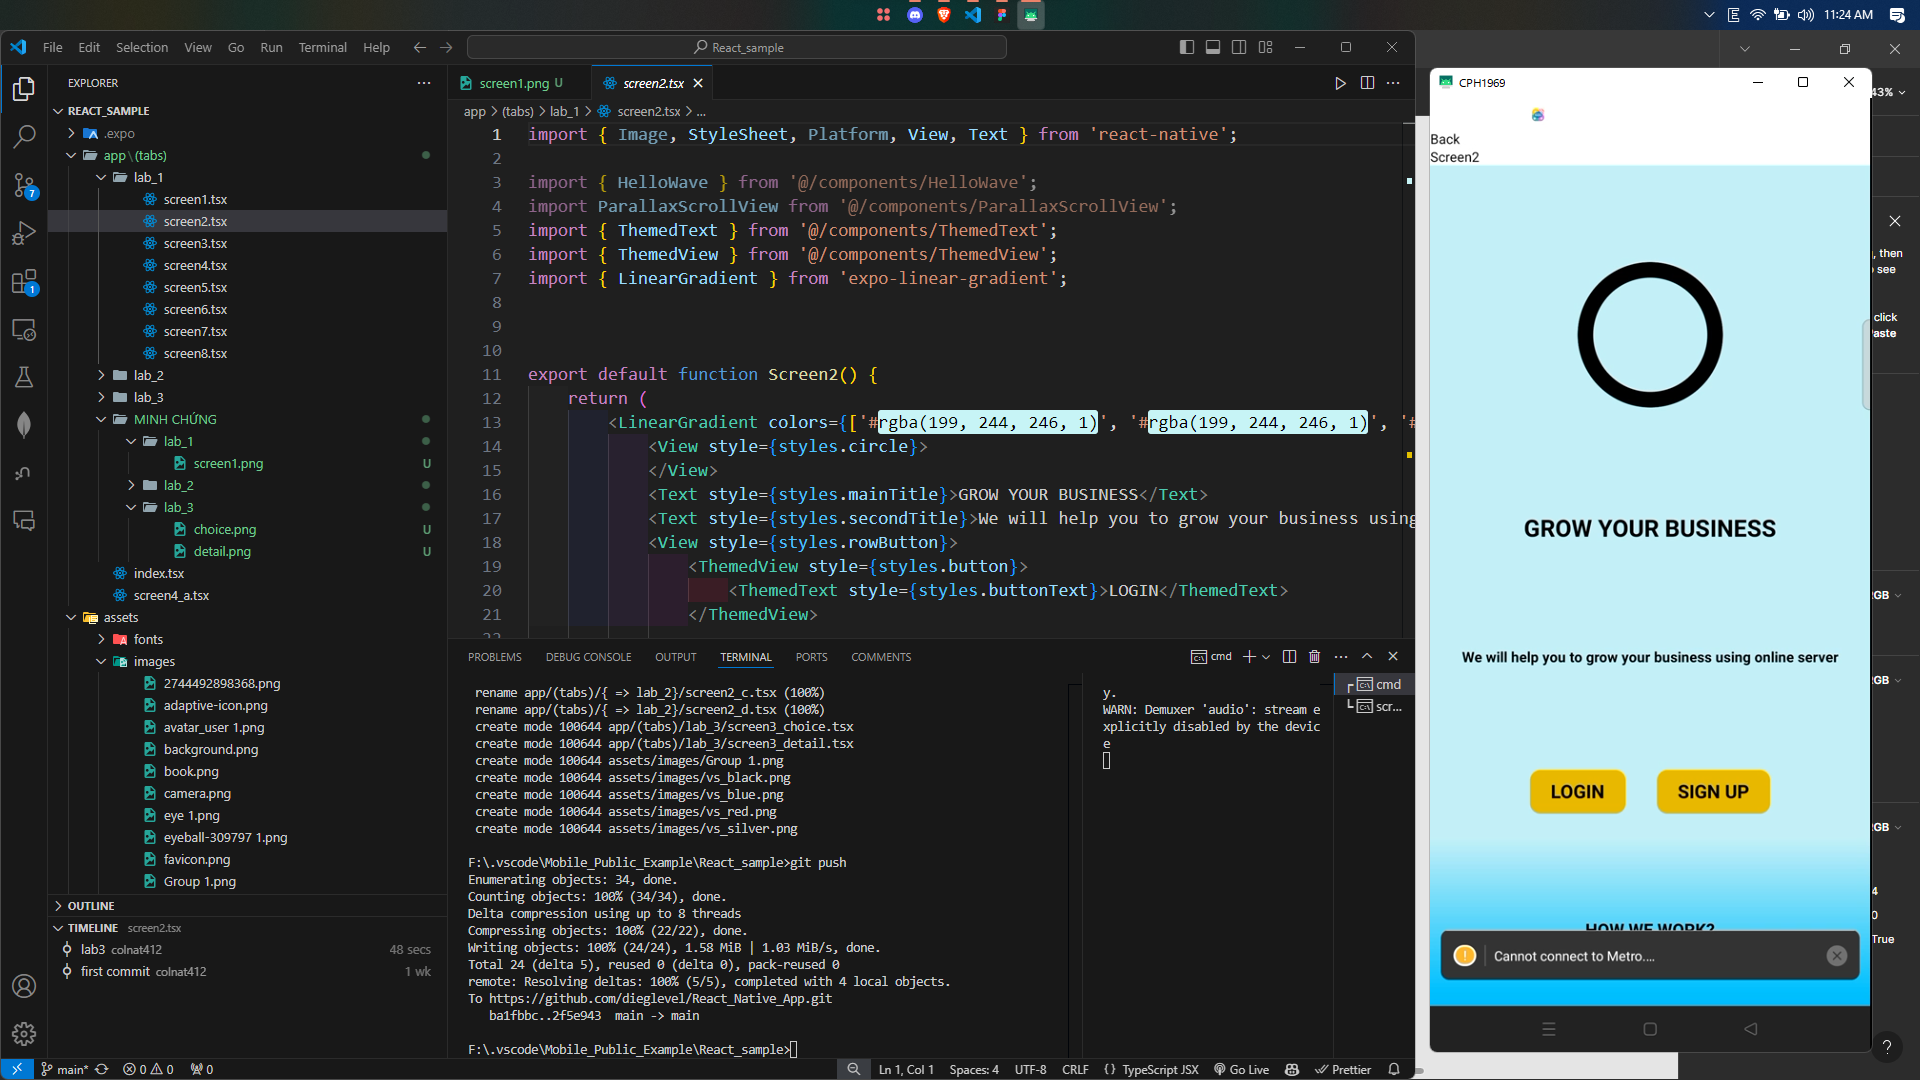 11:24 AM
File Edit Selection View Go Run Terminal Help
React_sample
EXPLORER
REACT_SAMPLE
.expo
app\(tabs)
lab_1
screen1.tsx
screen2.tsx
screen3.tsx
screen4.tsx
screen5.tsx
screen6.tsx
screen7.tsx
screen8.tsx
lab_2
lab_3
MINH CHỨNG
lab_1
screen1.png U
lab_2
lab_3
choice.png U
detail.png U
index.tsx
screen4_a.tsx
assets
fonts
images
2744492898368.png
adaptive-icon.png
avatar_user 1.png
background.png
book.png
camera.png
eye 1.png
eyeball-309797 1.png
favicon.png
Group 1.png
OUTLINE
TIMELINE screen2.tsx
lab3 colnat412 48 secs
first commit colnat412 1 wk
7
1
screen1.png U screen2.tsx
app > (tabs) > lab_1 > screen2.tsx > ...
1 import { Image, StyleSheet, Platform, View, Text } from 'react-native';
2
3 import { HelloWave } from '@/components/HelloWave';
4 import ParallaxScrollView from '@/components/ParallaxScrollView';
5 import { ThemedText } from '@/components/ThemedText';
6 import { ThemedView } from '@/components/ThemedView';
7 import { LinearGradient } from 'expo-linear-gradient';
8
9
10
11 export default function Screen2() {
12 return (
13 <LinearGradient colors={['#rgba(199, 244, 246, 1)', '#rgba(199, 244, 246, 1)', '#
14 <View style={styles.circle}>
15 </View>
16 <Text style={styles.mainTitle}>GROW YOUR BUSINESS</Text>
17 <Text style={styles.secondTitle}>We will help you to grow your business using
18 <View style={styles.rowButton}>
19 <ThemedView style={styles.button}>
20 <ThemedText style={styles.buttonText}>LOGIN</ThemedText>
21 </ThemedView>
PROBLEMS DEBUG CONSOLE OUTPUT TERMINAL PORTS COMMENTS
cmd
rename app/(tabs)/{ => lab_2}/screen2_c.tsx (100%)
rename app/(tabs)/{ => lab_2}/screen2_d.tsx (100%)
create mode 100644 app/(tabs)/lab_3/screen3_choice.tsx
create mode 100644 app/(tabs)/lab_3/screen3_detail.tsx
create mode 100644 assets/images/Group 1.png
create mode 100644 assets/images/vs_black.png
create mode 100644 assets/images/vs_blue.png
create mode 100644 assets/images/vs_red.png
create mode 100644 assets/images/vs_silver.png
F:\.vscode\Mobile_Public_Example\React_sample>git push
Enumerating objects: 34, done.
Counting objects: 100% (34/34), done.
Delta compression using up to 8 threads
Compressing objects: 100% (22/22), done.
Writing objects: 100% (24/24), 1.58 MiB | 1.03 MiB/s, done.
Total 24 (delta 5), reused 0 (delta 0), pack-reused 0
remote: Resolving deltas: 100% (5/5), completed with 4 local objects.
To https://github.com/dieglevel/React_Native_App.git
ba1fbbc..2f5e943 main -> main
F:\.vscode\Mobile_Public_Example\React_sample>
y.
WARN: Demuxer 'audio': stream e
xplicitly disabled by the devic
e
cmd
scr...
main* 0 0 0
Ln 1, Col 1 Spaces: 4 UTF-8 CRLF {} TypeScript JSX Go Live Prettier
CPH1969
Back
Screen2
GROW YOUR BUSINESS
We will help you to grow your business using online server
LOGIN SIGN UP
HOW WE WORK?
Cannot connect to Metro....
43%
, then
see
click
aste
GB
GB
GB
4
0
True
?